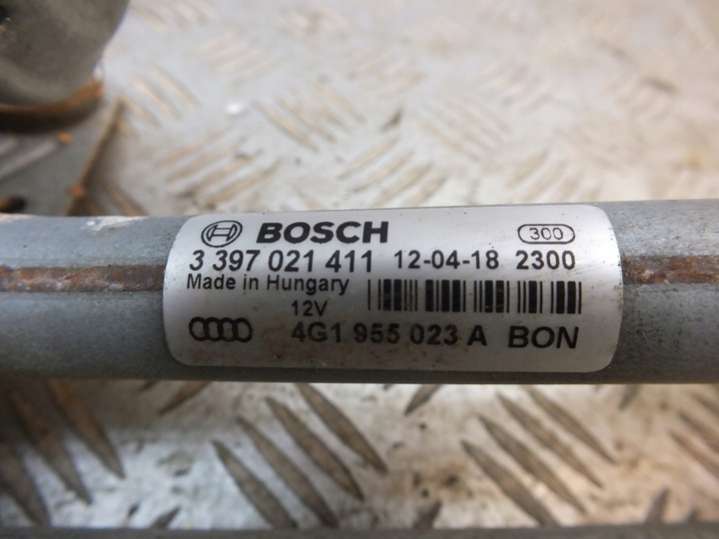 BOSCH 300
3 397 021 411 12-04-18 2300
Made in Hungary
12V
4G1 955 023 A BON